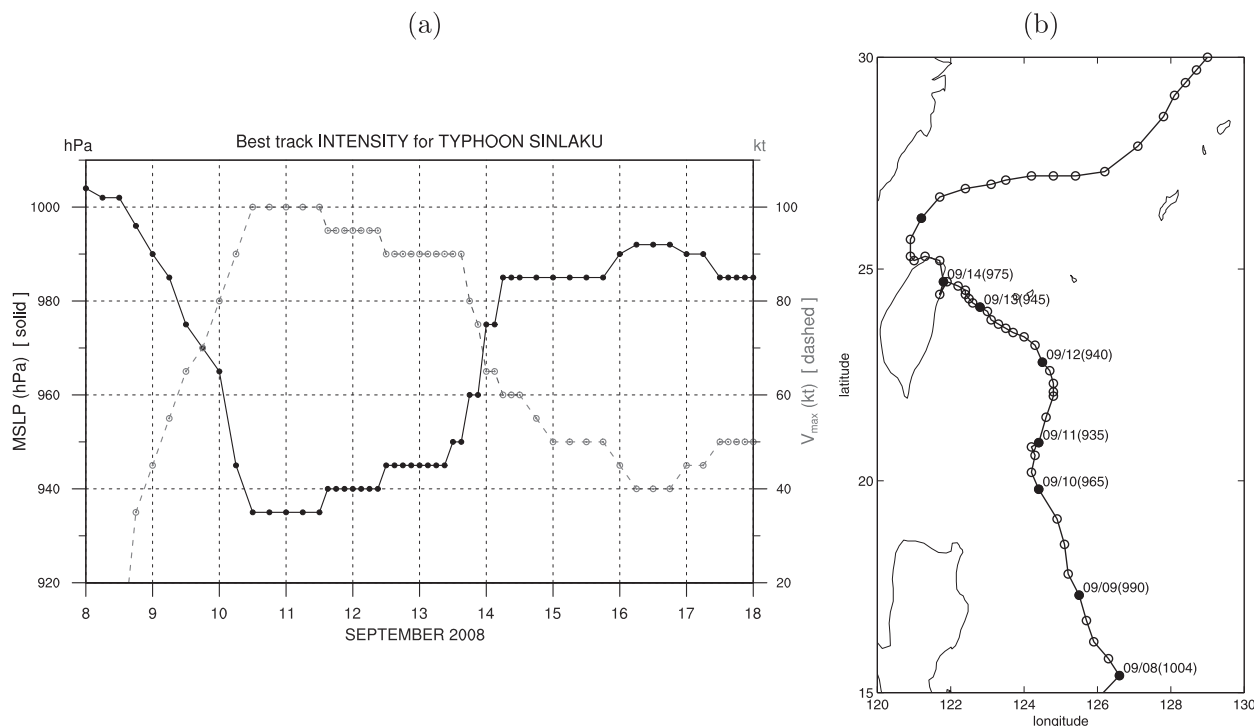 (a)
Best track INTENSITY for TYPHOON SINLAKU
hPa
kt
1000
980
960
940
920
MSLP (hPa) [ solid ]
100
80
60
40
20
Vmax (kt) [ dashed ]
8 9 10 11 12 13 14 15 16 17 18
SEPTEMBER 2008
(b)
30
25
20
15
latitude
09/14(975)
09/13(945)
09/12(940)
09/11(935)
09/10(965)
09/09(990)
09/08(1004)
120 122 124 126 128 130
longitude